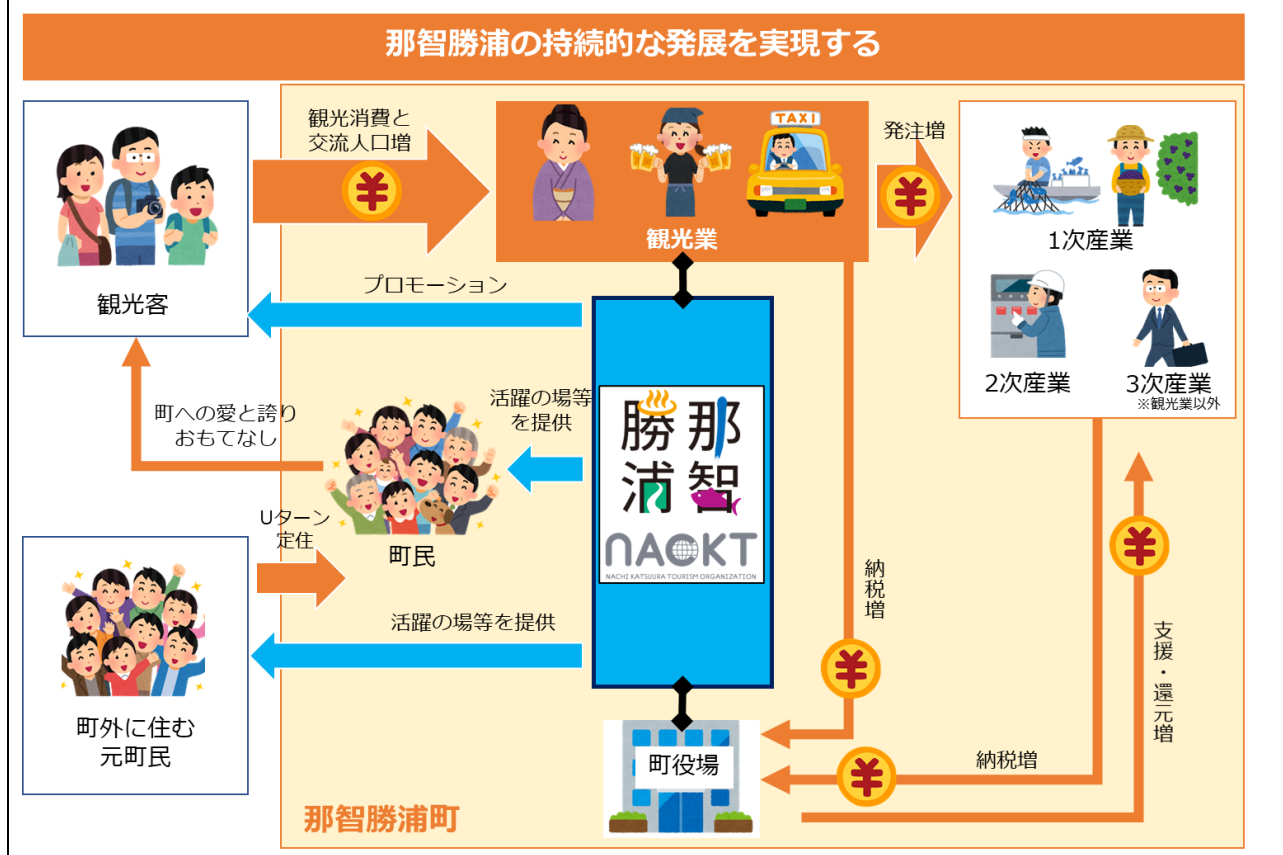 那智勝浦の持続的な発展を実現する
観光客
観光消費と
交流人口増
¥
TAXI
観光業
発注増
¥
1次産業
2次産業
3次産業
※観光業以外
プロモーション
町への愛と誇り
おもてなし
町民
活躍の場等
を提供
勝 那
浦 智
NACKT
NACHI KATSUURA TOURISM ORGANIZATION
Uターン
定住
町外に住む
元町民
活躍の場等を提供
納税増
¥
町役場
納税増
¥
支援・還元増
¥
那智勝浦町